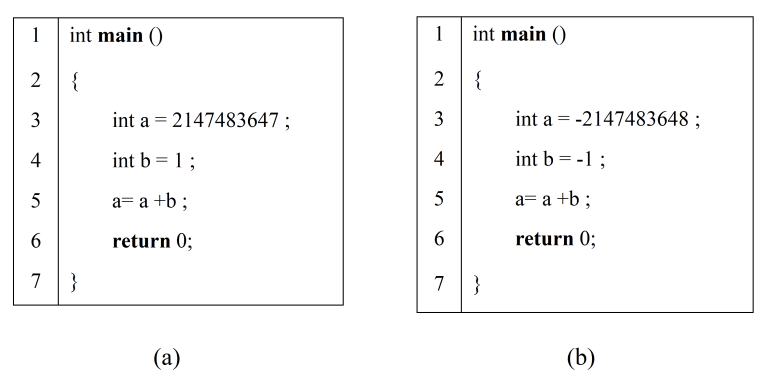 1 int main ()
2 {
3 int a = 2147483647 ;
4 int b = 1 ;
5 a= a +b ;
6 return 0;
7 }
(a)
1 int main ()
2 {
3 int a = -2147483648 ;
4 int b = -1 ;
5 a= a +b ;
6 return 0;
7 }
(b)